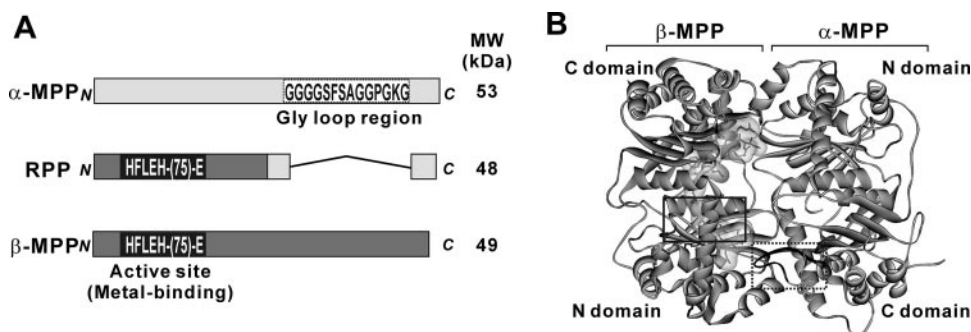 A
MW
(kDa)
α-MPP N GGGGSFSAGGPGKG C 53
Gly loop region
RPP N HFLEH-(75)-E C 48
β-MPP N HFLEH-(75)-E C 49
Active site
(Metal-binding)
B
β-MPP α-MPP
C domain N domain
N domain C domain